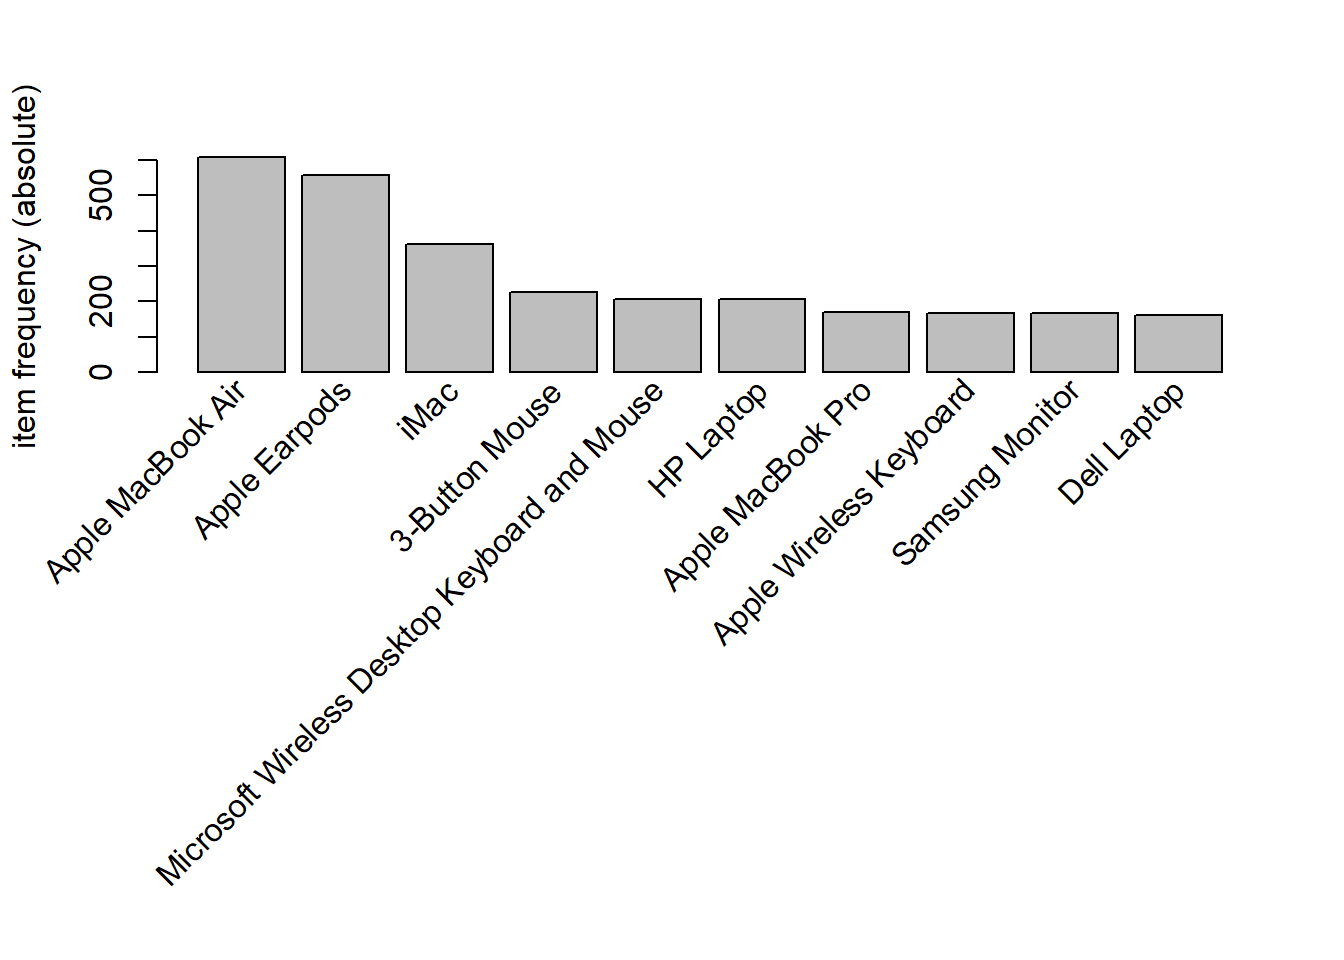 item frequency (absolute)
500
200
0
Apple MacBook Air
Apple Earpods
iMac
3-Button Mouse
Microsoft Wireless Desktop Keyboard and Mouse
HP Laptop
Apple MacBook Pro
Apple Wireless Keyboard
Samsung Monitor
Dell Laptop